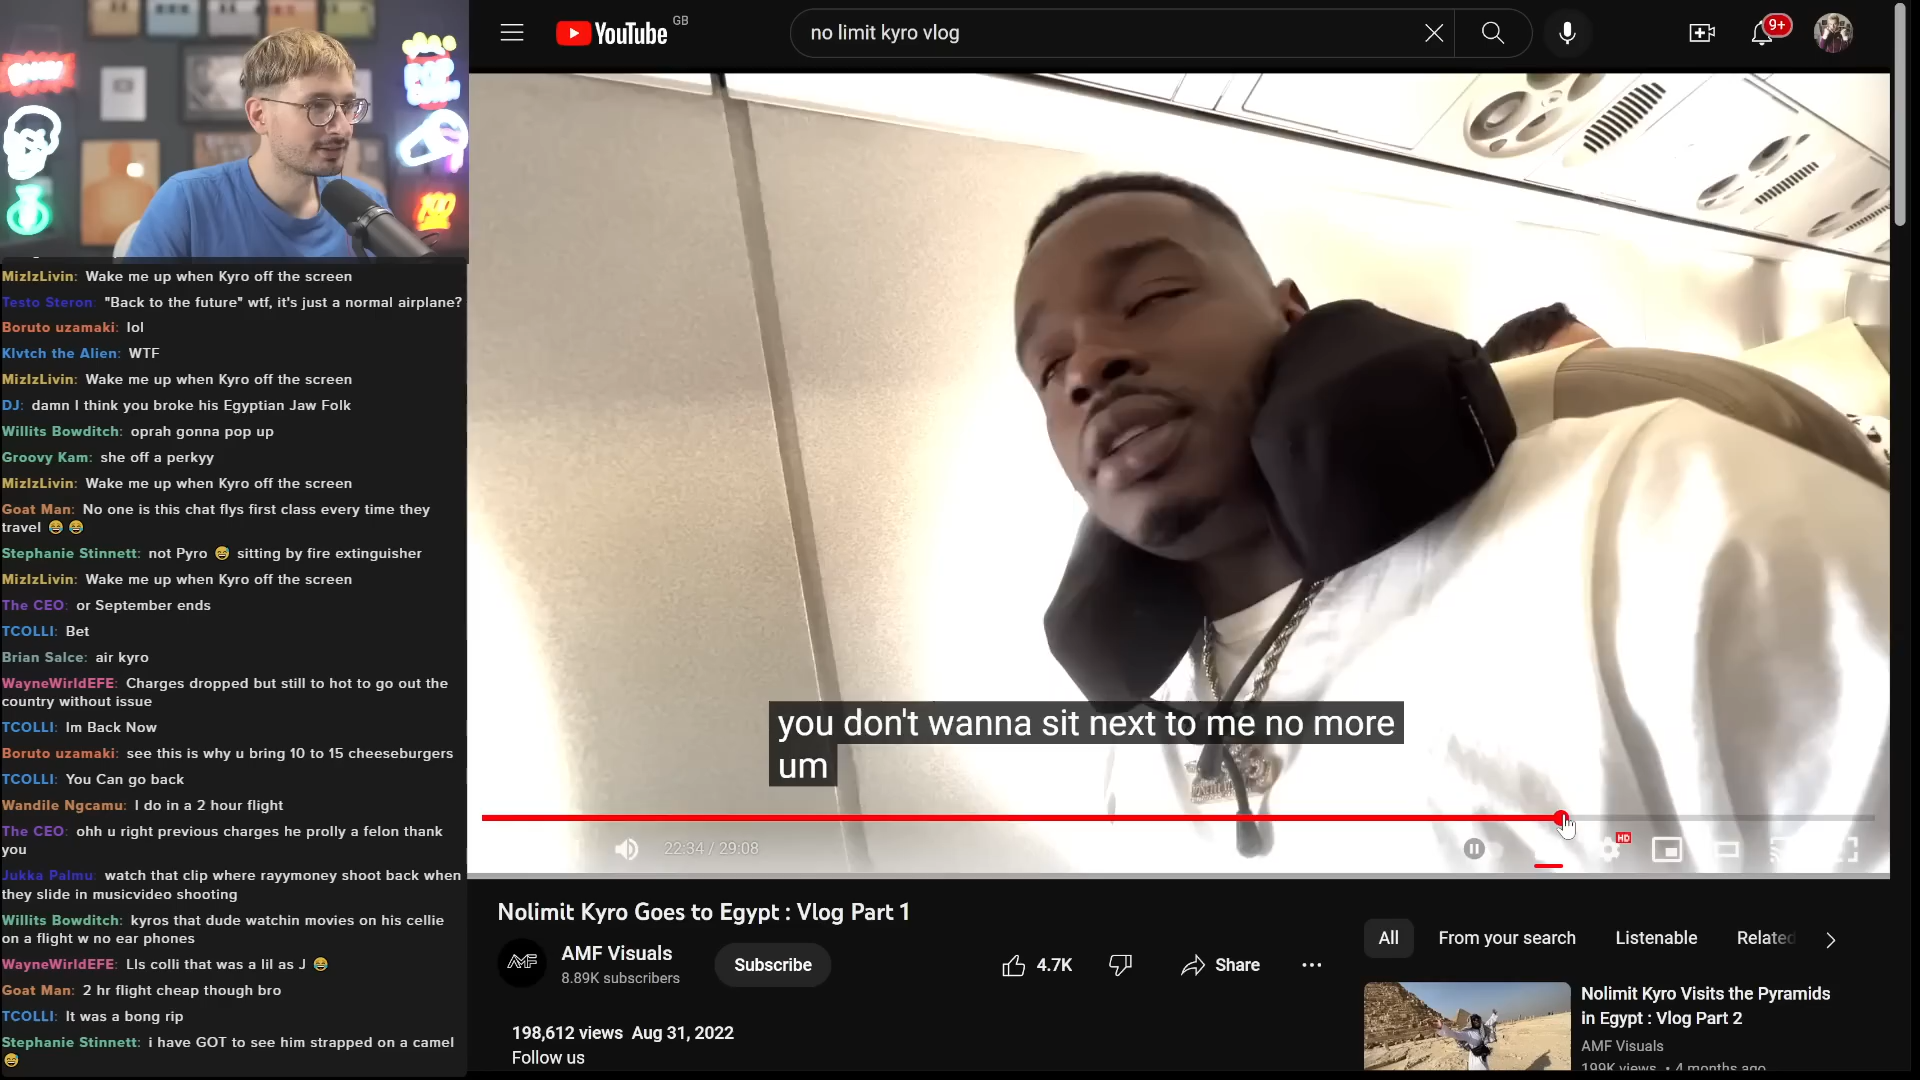 MizIzLivin: Wake me up when Kyro off the screen
Testo Steron: "Back to the future" wtf, it's just a normal airplane?
Boruto uzamaki: lol
Klvtch the Alien: WTF
MizIzLivin: Wake me up when Kyro off the screen
DJ: damn I think you broke his Egyptian Jaw Folk
Willits Bowditch: oprah gonna pop up
Groovy Kam: she off a perkyy
MizIzLivin: Wake me up when Kyro off the screen
Goat Man: No one is this chat flys first class every time they
travel 😂 😂
Stephanie Stinnett: not Pyro 😅 sitting by fire extinguisher
MizIzLivin: Wake me up when Kyro off the screen
The CEO: or September ends
TCOLLI: Bet
Brian Salce: air kyro
WayneWirldEFE: Charges dropped but still to hot to go out the
country without issue
TCOLLI: Im Back Now
Boruto uzamaki: see this is why u bring 10 to 15 cheeseburgers
TCOLLI: You Can go back
Wandile Ngcamu: I do in a 2 hour flight
The CEO: ohh u right previous charges he prolly a felon thank
you
Jukka Palmu: watch that clip where rayymoney shoot back when
they slide in musicvideo shooting
Willits Bowditch: kyros that dude watchin movies on his cellie
on a flight w no ear phones
WayneWirldEFE: Lls colli that was a lil as J 😂
Goat Man: 2 hr flight cheap though bro
TCOLLI: It was a bong rip
Stephanie Stinnett: i have GOT to see him strapped on a camel
😅
YouTube GB
no limit kyro vlog
9+
you don't wanna sit next to me no more
um
22:34 / 29:08
HD
Nolimit Kyro Goes to Egypt : Vlog Part 1
AMF
AMF Visuals
8.89K subscribers
Subscribe
4.7K
Share
198,612 views Aug 31, 2022
Follow us
All
From your search
Listenable
Related
Nolimit Kyro Visits the Pyramids
in Egypt : Vlog Part 2
AMF Visuals
199K views • 4 months ago
100